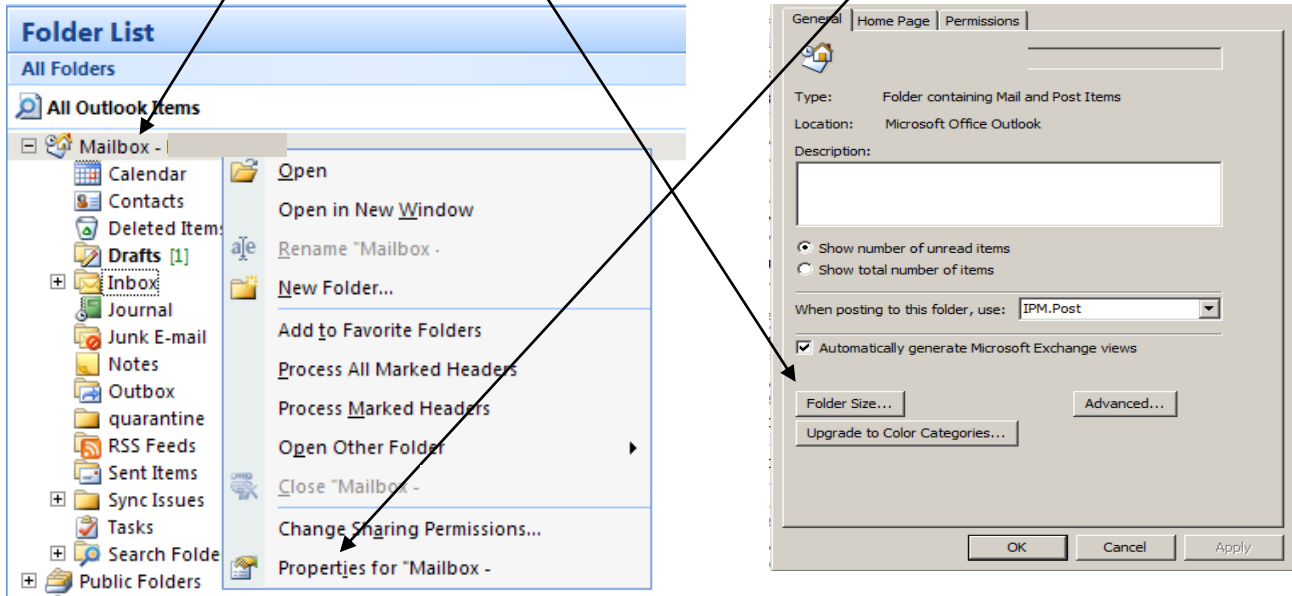 Folder List
All Folders
All Outlook Items
Mailbox -
Calendar
Contacts
Deleted Items
Drafts [1]
Inbox
Journal
Junk E-mail
Notes
Outbox
quarantine
RSS Feeds
Sent Items
Sync Issues
Tasks
Search Folde
Public Folders
Open
Open in New Window
Rename "Mailbox -
New Folder...
Add to Favorite Folders
Process All Marked Headers
Process Marked Headers
Open Other Folder
Close "Mailbox -
Change Sharing Permissions...
Properties for "Mailbox -
General Home Page Permissions
Type: Folder containing Mail and Post Items
Location: Microsoft Office Outlook
Description:
Show number of unread items
Show total number of items
When posting to this folder, use: IPM.Post
Automatically generate Microsoft Exchange views
Folder Size... Advanced...
Upgrade to Color Categories...
OK Cancel Apply